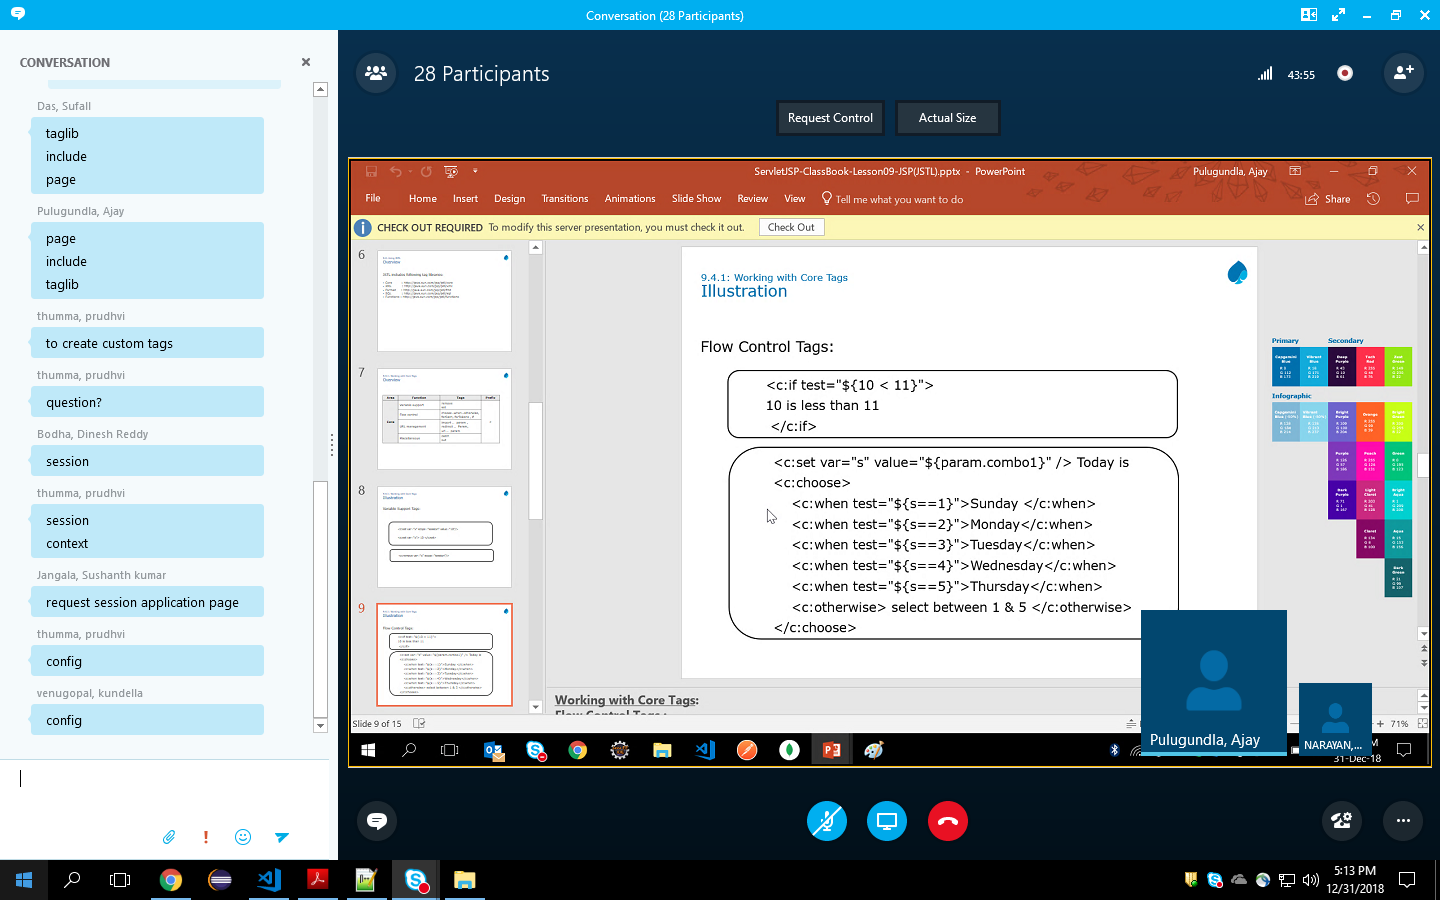 Conversation (28 Participants)
CONVERSATION
Das, Sufall
taglib
include
page
Pulugundla, Ajay
page
include
taglib
thumma, prudhvi
to create custom tags
thumma, prudhvi
question?
Bodha, Dinesh Reddy
session
thumma, prudhvi
session
context
Jangala, Sushanth kumar
request session application page
thumma, prudhvi
config
venugopal, kundella
config
28 Participants
43:55
Request Control
Actual Size
ServletJSP-ClassBook-Lesson09-JSP(JSTL).pptx - PowerPoint
Pulugundla, Ajay
File Home Insert Design Transitions Animations Slide Show Review View Tell me what you want to do
Share
CHECK OUT REQUIRED To modify this server presentation, you must check it out. Check Out
6
7
8
9
9.4.1: Working with Core Tags
Illustration
Flow Control Tags:
<c:if test="${10 < 11}">
10 is less than 11
</c:if>
<c:set var="s" value="${param.combo1}" /> Today is
<c:choose>
<c:when test="${s==1}">Sunday </c:when>
<c:when test="${s==2}">Monday</c:when>
<c:when test="${s==3}">Tuesday</c:when>
<c:when test="${s==4}">Wednesday</c:when>
<c:when test="${s==5}">Thursday</c:when>
<c:otherwise> select between 1 & 5 </c:otherwise>
</c:choose>
Primary Secondary
Infographic
Working with Core Tags:
Flow Control Tags :
Slide 9 of 15
71%
Pulugundla, Ajay
NARAYAN,...
31-Dec-18
5:13 PM
12/31/2018